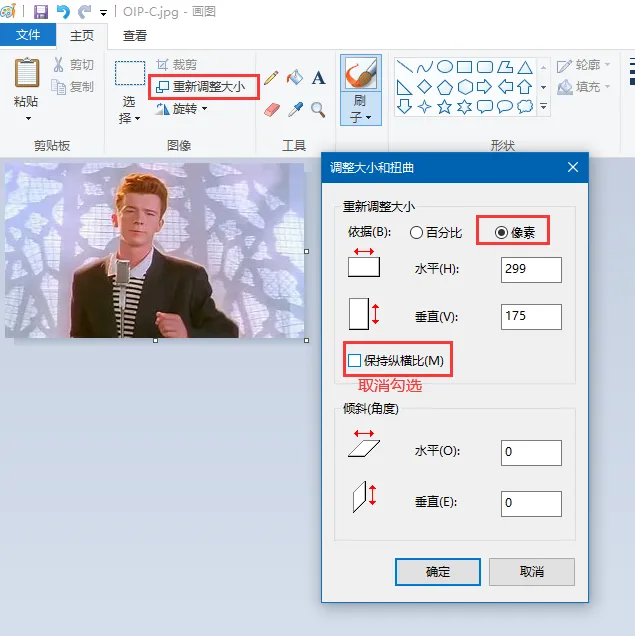 OIP-C.jpg - 画图
文件 主页 查看
粘贴
剪切
复制
剪贴板
选择
裁剪
重新调整大小
旋转
图像
A
工具
刷子
轮廓
填充
形状
调整大小和扭曲
重新调整大小
依据(B): 百分比 像素
水平(H): 299
垂直(V): 175
保持纵横比(M)
取消勾选
倾斜(角度)
水平(O): 0
垂直(E): 0
确定 取消